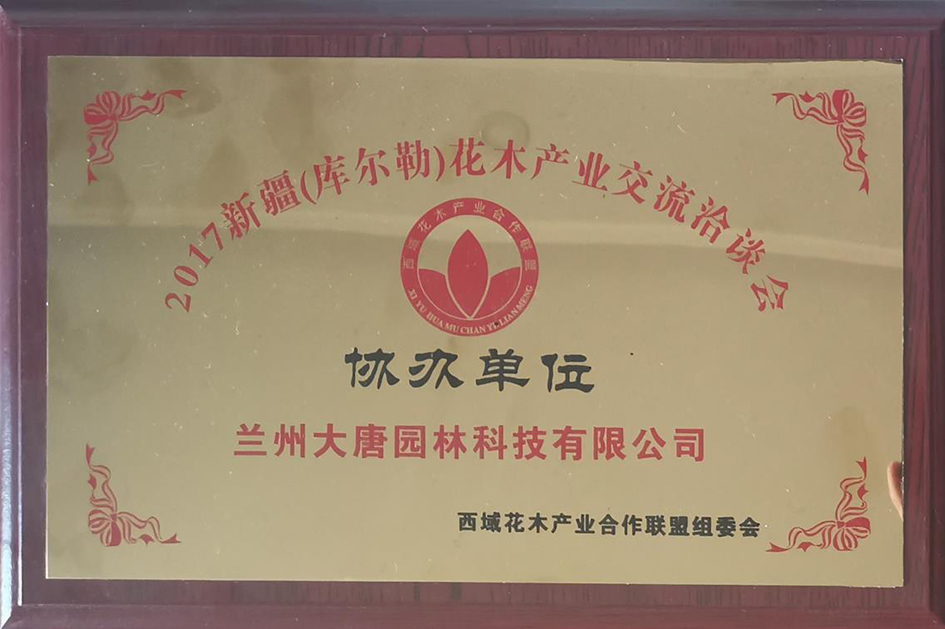 2017新疆(库尔勒)花木产业交流洽谈会
西域花木产业合作联盟
XI YU HUA MU CHAN YE LIAN MENG
协办单位
兰州大唐园林科技有限公司
西域花木产业合作联盟组委会